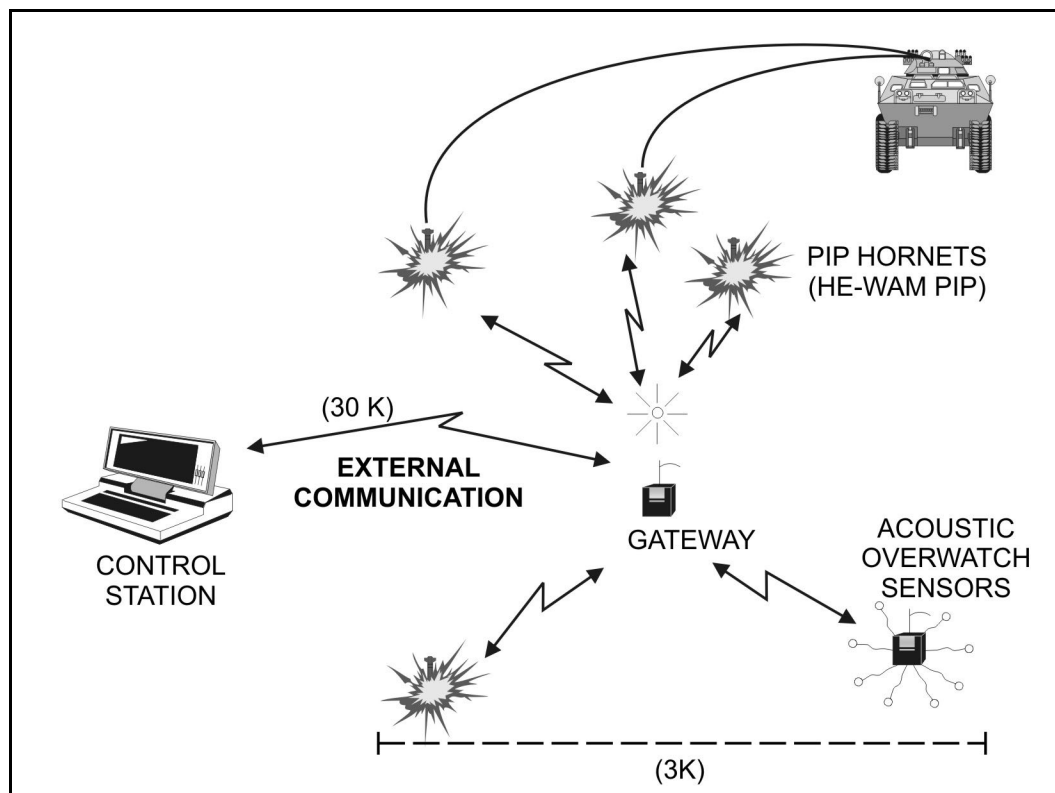 PIP HORNETS
(HE-WAM PIP)
(30 K)
EXTERNAL
COMMUNICATION
CONTROL
STATION
GATEWAY
ACOUSTIC
OVERWATCH
SENSORS
(3K)